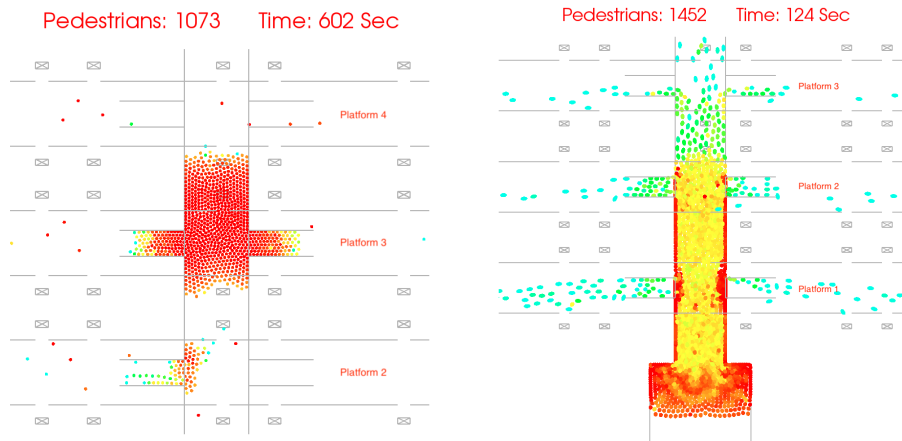 Pedestrians: 1073 Time: 602 Sec
Platform 4
Platform 3
Platform 2
Pedestrians: 1452 Time: 124 Sec
Platform 3
Platform 2
Platform 1